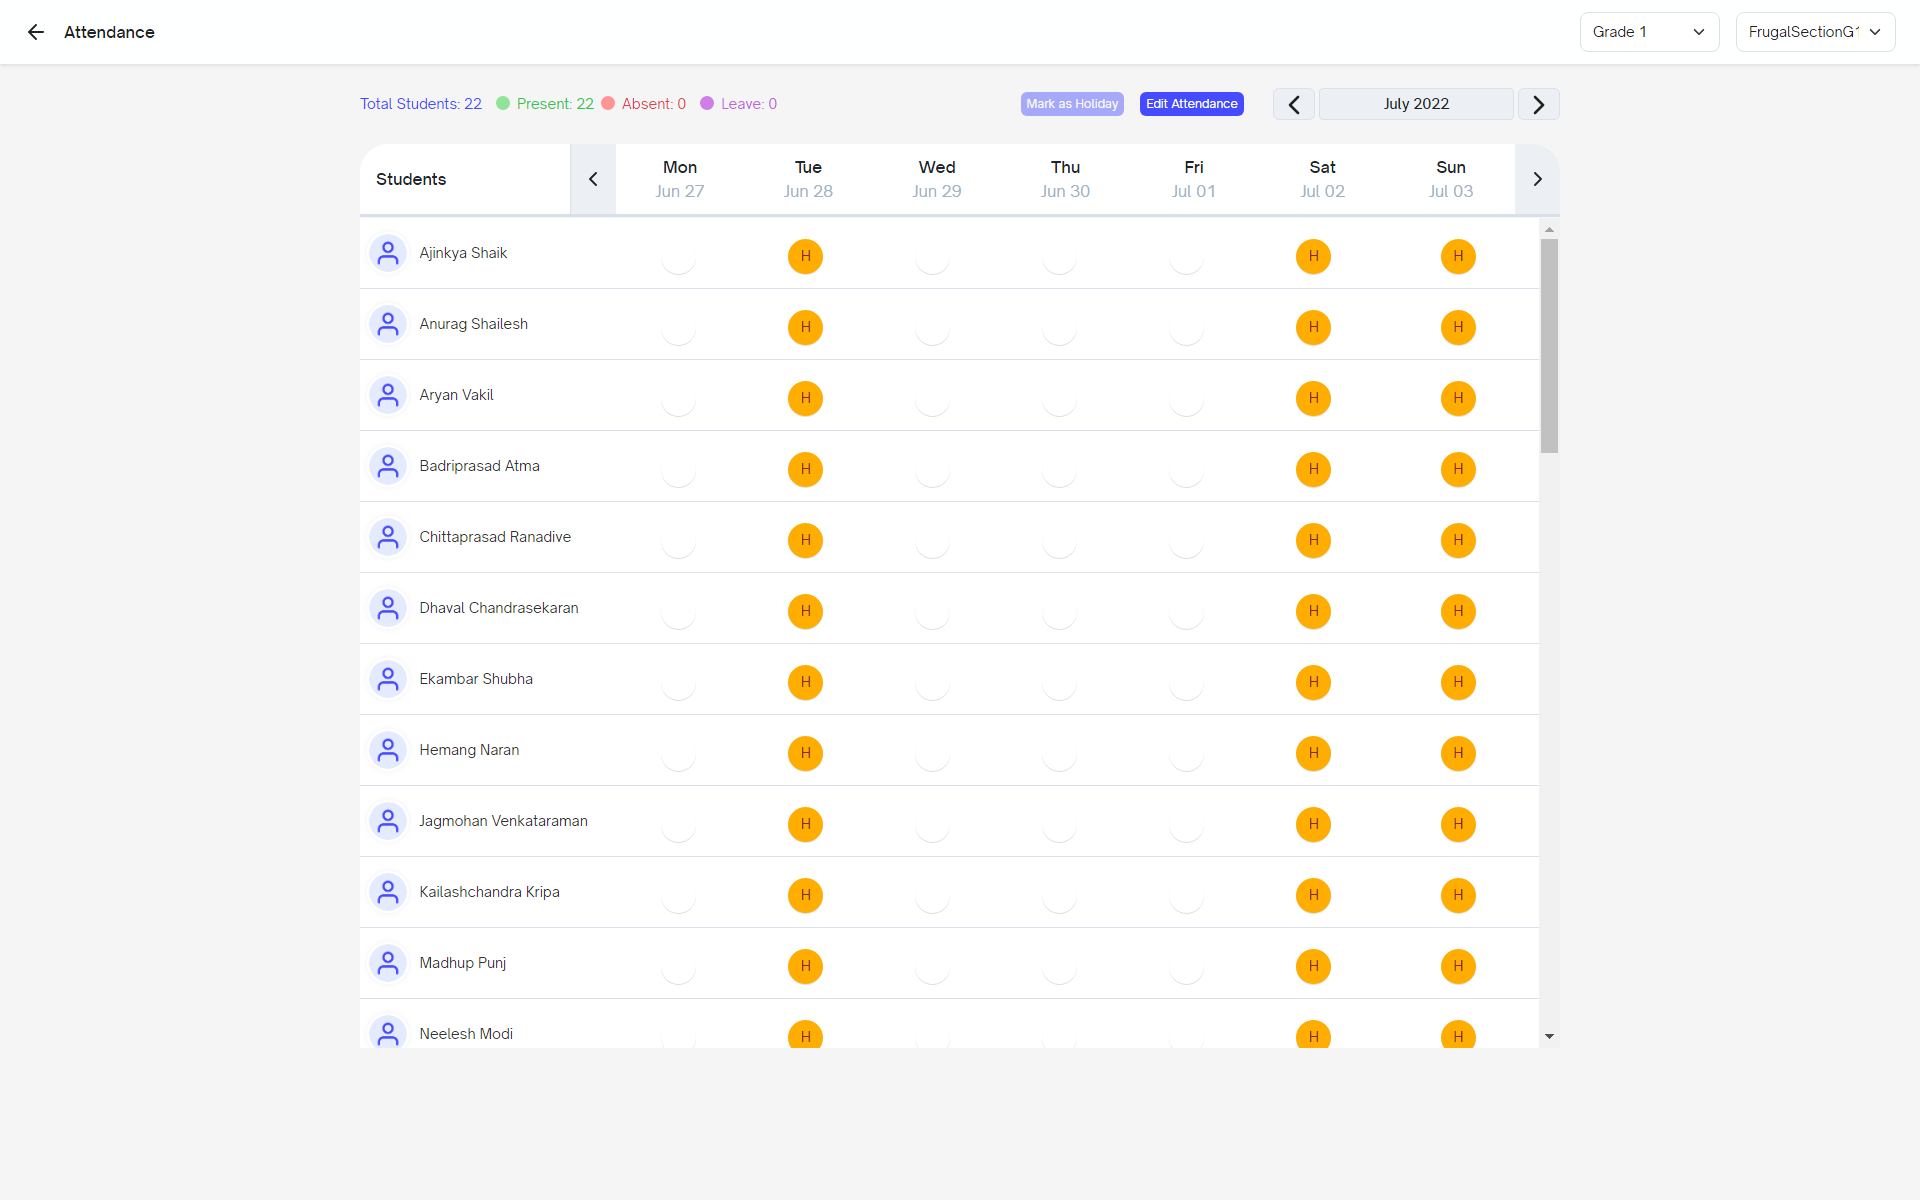 Attendance
Grade 1
FrugalSectionG1
Total Students: 22
Present: 22
Absent: 0
Leave: 0
Mark as Holiday
Edit Attendance
July 2022
Students
Mon Tue Wed Thu Fri Sat Sun
Jun 27 Jun 28 Jun 29 Jun 30 Jul 01 Jul 02 Jul 03
Ajinkya Shaik H H H
Anurag Shailesh H H H
Aryan Vakil H H H
Badriprasad Atma H H H
Chittaprasad Ranadive H H H
Dhaval Chandrasekaran H H H
Ekambar Shubha H H H
Hemang Naran H H H
Jagmohan Venkataraman H H H
Kailashchandra Kripa H H H
Madhup Punj H H H
Neelesh Modi H H H